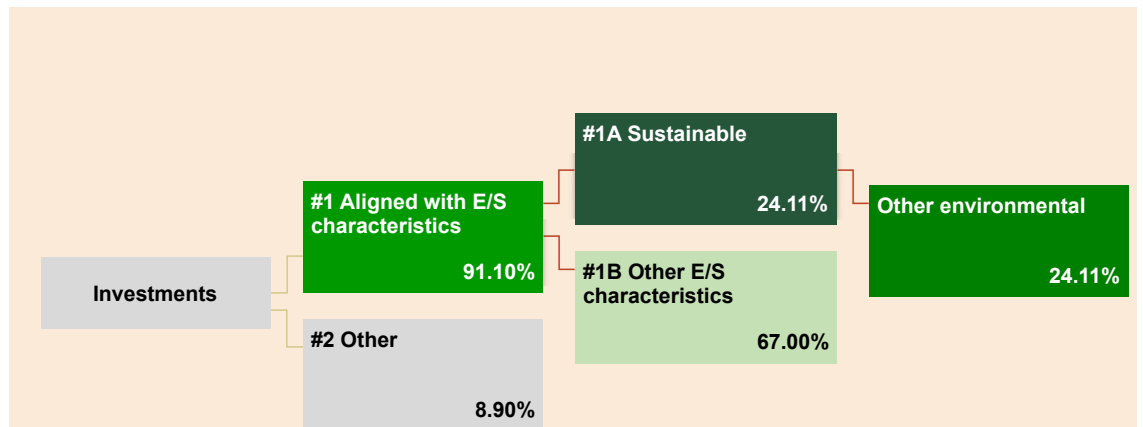 Investments
#1 Aligned with E/S
characteristics
91.10%
#2 Other
8.90%
#1A Sustainable
24.11%
#1B Other E/S
characteristics
67.00%
Other environmental
24.11%